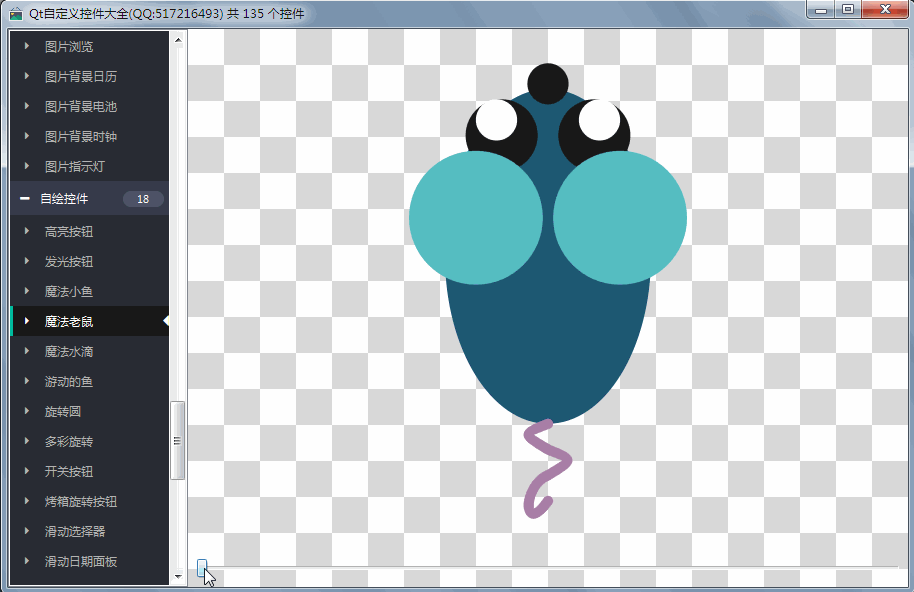 Qt自定义控件大全(QQ:517216493) 共 135 个控件
图片浏览
图片背景日历
图片背景电池
图片背景时钟
图片指示灯
自绘控件 18
高亮按钮
发光按钮
魔法小鱼
魔法老鼠
魔法水滴
游动的鱼
旋转圆
多彩旋转
开关按钮
烤箱旋转按钮
滑动选择器
滑动日期面板